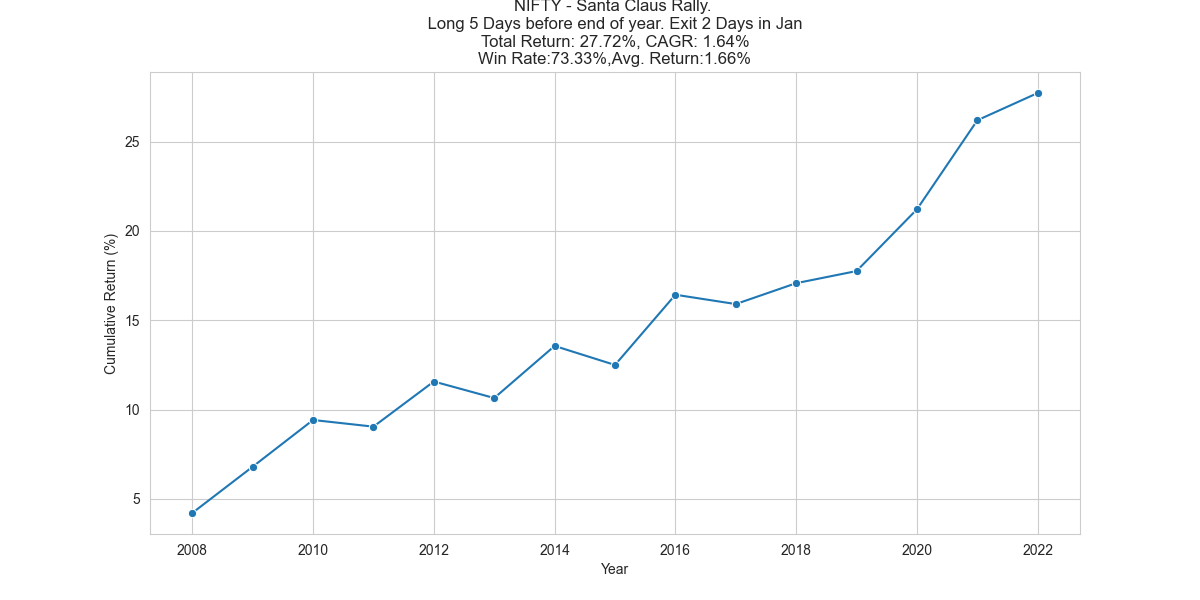 NIFTY - Santa Claus Rally.
Long 5 Days before end of year. Exit 2 Days in Jan
Total Return: 27.72%, CAGR: 1.64%
Win Rate:73.33%,Avg. Return:1.66%
Cumulative Return (%)
25
20
15
10
5
2008 2010 2012 2014 2016 2018 2020 2022
Year